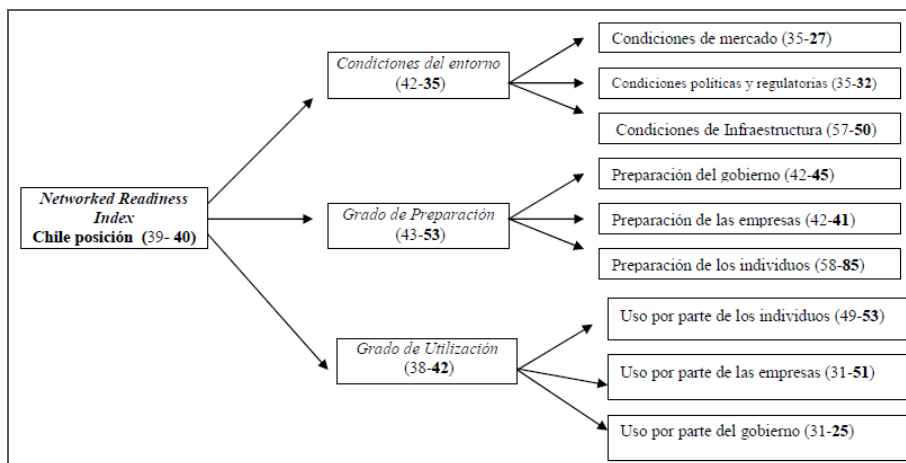 Networked Readiness
Index
Chile posición (39- 40)
Condiciones del entorno
(42-35)
Condiciones de mercado (35-27)
Condiciones políticas y regulatorias (35-32)
Condiciones de Infraestructura (57-50)
Grado de Preparación
(43-53)
Preparación del gobierno (42-45)
Preparación de las empresas (42-41)
Preparación de los individuos (58-85)
Grado de Utilización
(38-42)
Uso por parte de los individuos (49-53)
Uso por parte de las empresas (31-51)
Uso por parte del gobierno (31-25)